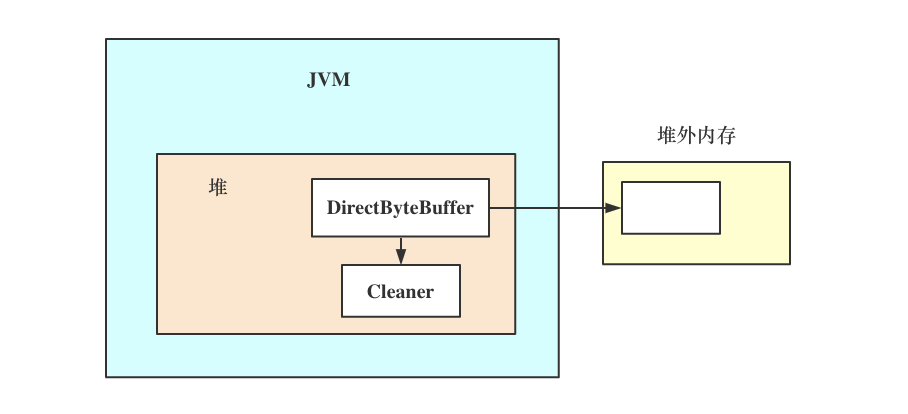 JVM
堆外内存
堆
DirectByteBuffer
Cleaner